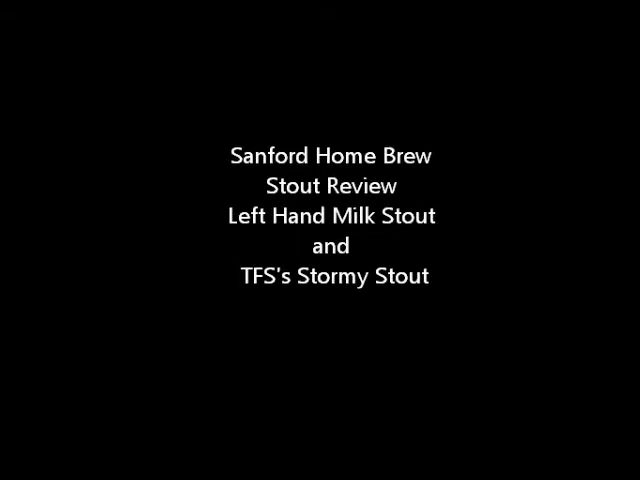 Sanford Home Brew
Stout Review
Left Hand Milk Stout
and
TFS's Stormy Stout